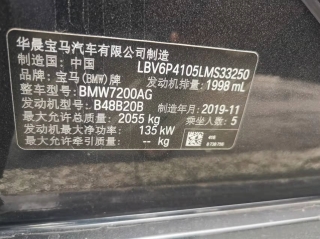 华晨宝马汽车有限公司制造
制造国：中国 LBV6P4105LMS33250
品牌：宝马(BMW)牌 发动机排量：1998 mL
整车型号：BMW7200AG
发动机型号：B48B20B 制造年月：2019-11
最大允许总质量：2055 kg 乘坐人数：5
发动机最大净功率：135 kW
最大允许牵引质量：-- kg